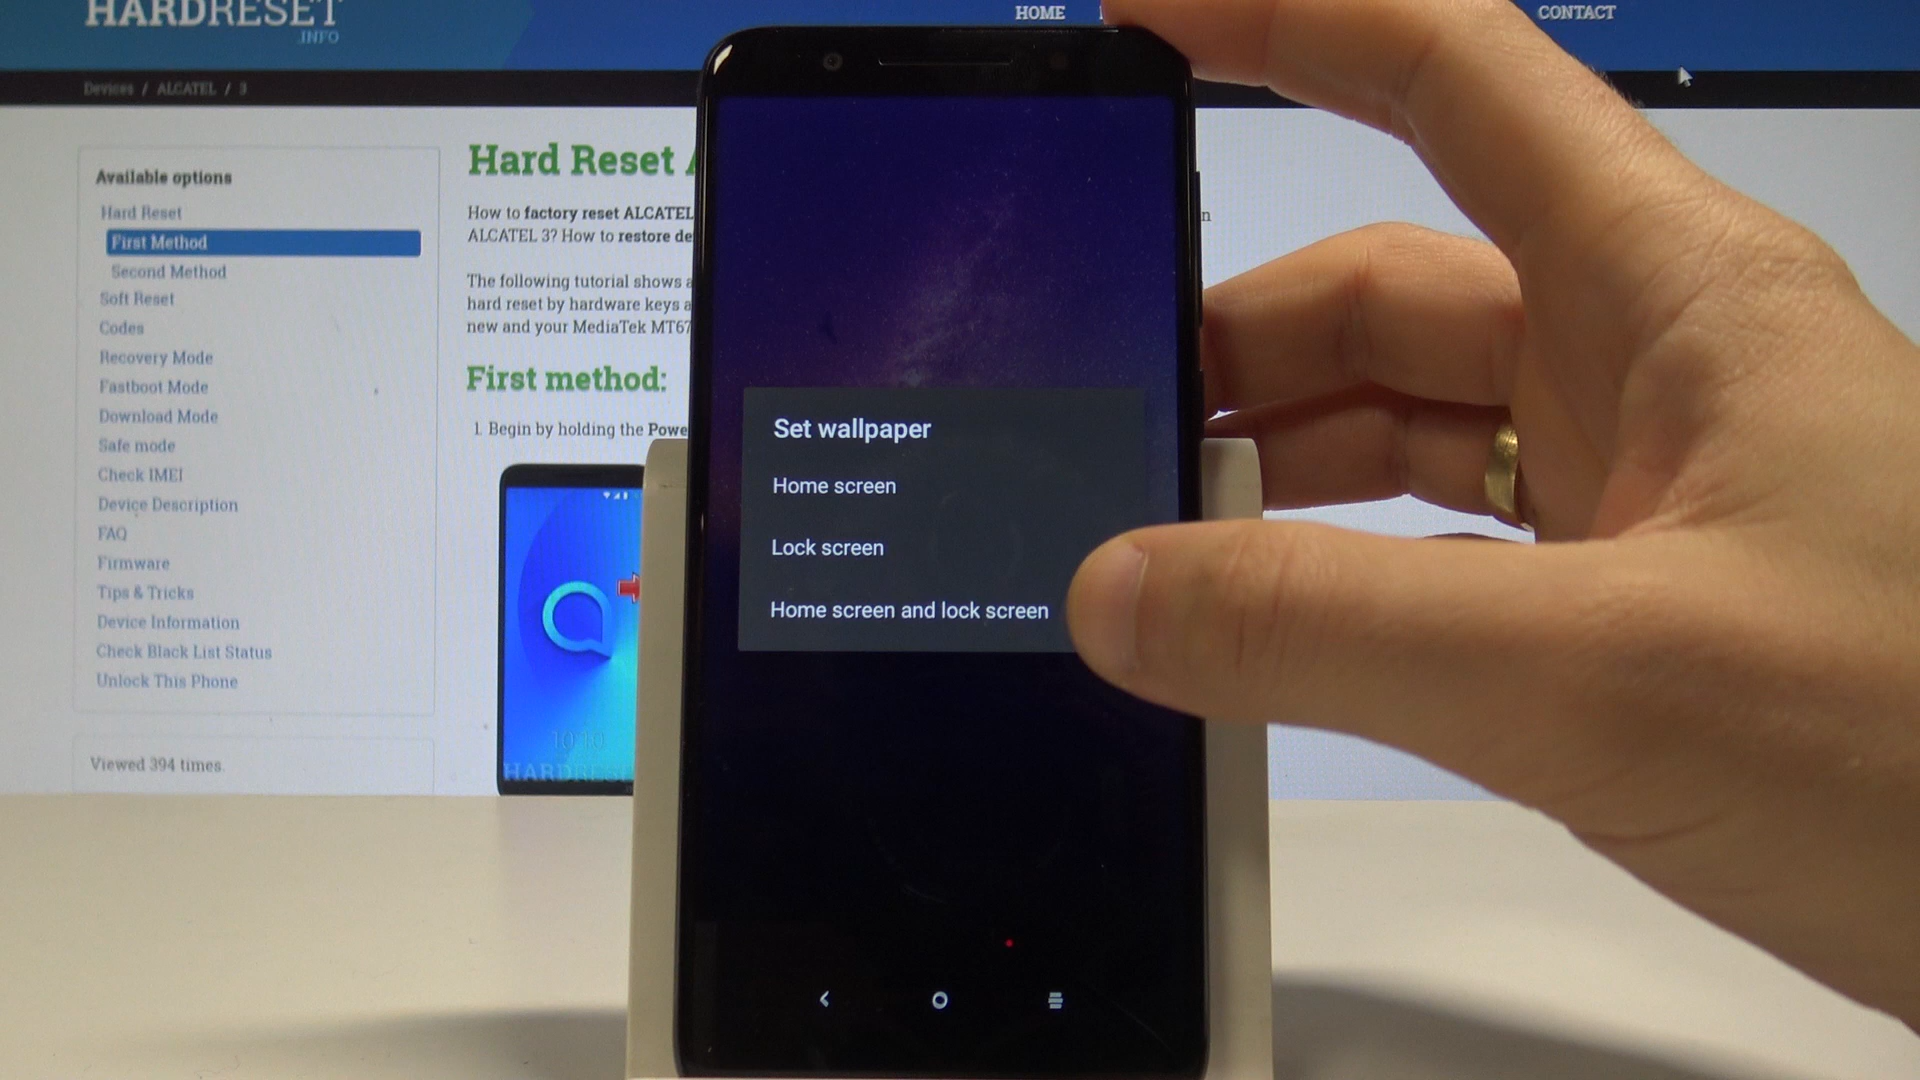 HARDRESET
.INFO
HOME
CONTACT
Devices / ALCATEL / 3
Available options
Hard Reset
First Method
Second Method
Soft Reset
Codes
Recovery Mode
Fastboot Mode
Download Mode
Safe mode
Check IMEI
Device Description
FAQ
Firmware
Tips & Tricks
Device Information
Check Black List Status
Unlock This Phone
Viewed 394 times
Hard Reset
How to factory reset ALCATEL
ALCATEL 3? How to restore de
The following tutorial shows a
hard reset by hardware keys a
new and your MediaTek MT67
First method:
1. Begin by holding the Powe
10:10
HARDRESE
Set wallpaper
Home screen
Lock screen
Home screen and lock screen